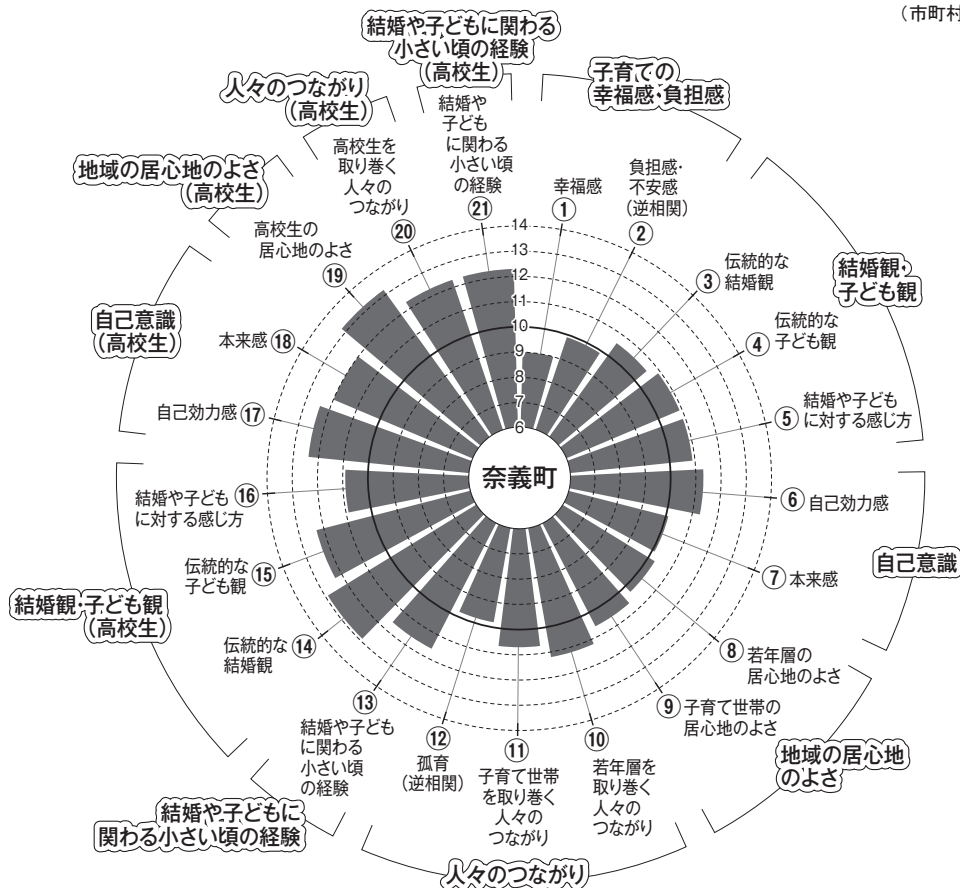 （市町村
結婚や子どもに関わる
小さい頃の経験
（高校生）
子育ての
幸福感・負担感
結婚観・
子ども観
自己意識
地域の居心地
のよさ
人々のつながり
結婚や子どもに
関わる小さい頃の経験
結婚観・子ども観
（高校生）
自己意識
（高校生）
地域の居心地のよさ
（高校生）
人々のつながり
（高校生）
幸福感
①
負担感・
不安感
（逆相関）
②
③
伝統的な
結婚観
④
伝統的な
子ども観
⑤
結婚や子ども
に対する感じ方
⑥ 自己効力感
⑦ 本来感
⑧ 若年層の
居心地のよさ
⑨ 子育て世帯の
居心地のよさ
⑩
若年層を
取り巻く
人々の
つながり
⑪
子育て世帯
を取り巻く
人々の
つながり
⑫
孤育
（逆相関）
⑬
結婚や子ども
に関わる
小さい頃
の経験
伝統的な ⑭
結婚観
伝統的な
子ども観 ⑮
⑯
結婚や子ども
に対する感じ方
自己効力感 ⑰
本来感 ⑱
高校生の
居心地のよさ
⑲
高校生を
取り巻く
人々の
つながり
⑳
結婚や
子ども
に関わる
小さい頃
の経験
㉑
14
13
12
11
10
9
8
7
6
奈義町